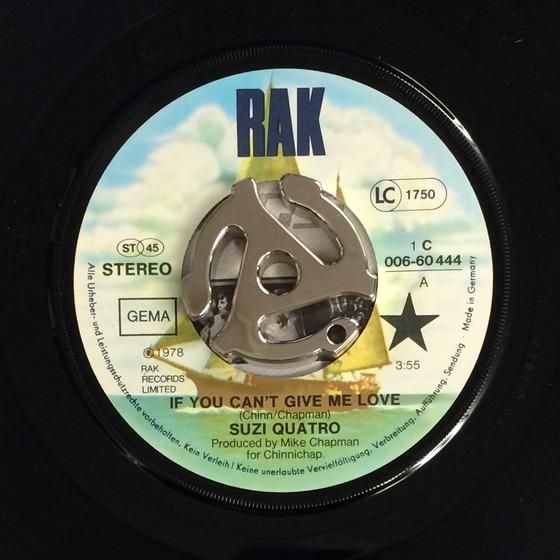 RAK
LC 1750
ST 45
STEREO
GEMA
℗1978
RAK
RECORDS
LIMITED
1 C
006-60 444
A
3:55
IF YOU CAN'T GIVE ME LOVE
(Chinn/Chapman)
SUZI QUATRO
Produced by Mike Chapman
for Chinnichap.
Alle Urheber- und Leistungsschutzrechte vorbehalten. Kein Verleih! Keine unerlaubte Vervielfältigung, Verbreitung, Aufführung, Sendung · Made in Germany